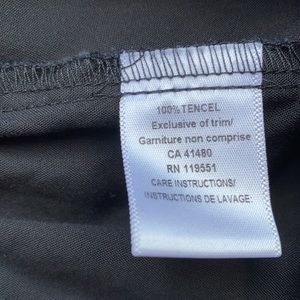 100% TENCEL
Exclusive of trim/
Garniture non comprise
CA 41480
RN 119551
CARE INSTRUCTIONS/
INSTRUCTIONS DE LAVAGE: